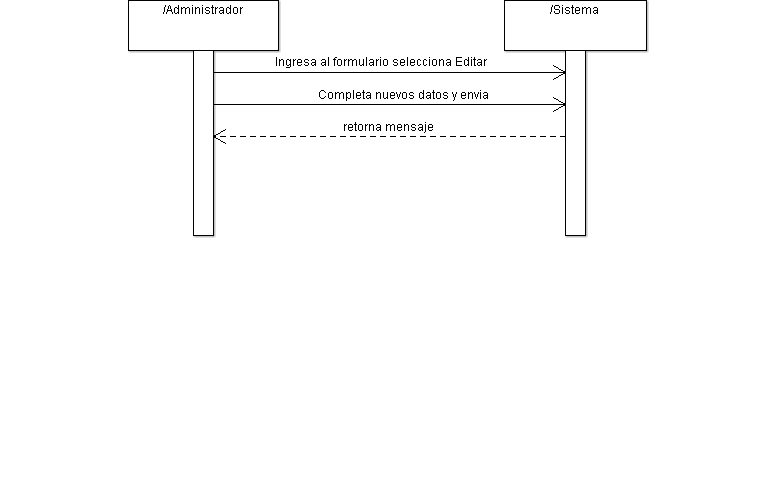 /Administrador
/Sistema
Ingresa al formulario selecciona Editar
Completa nuevos datos y envia
retorna mensaje